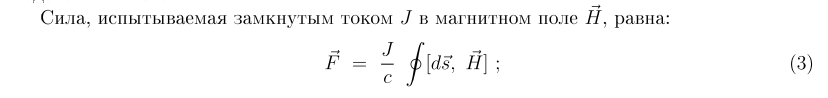 Сила, испытываемая замкнутым током J в магнитном поле H⃗, равна:
F⃗ = J/c ∮[ds⃗, H⃗] ; (3)